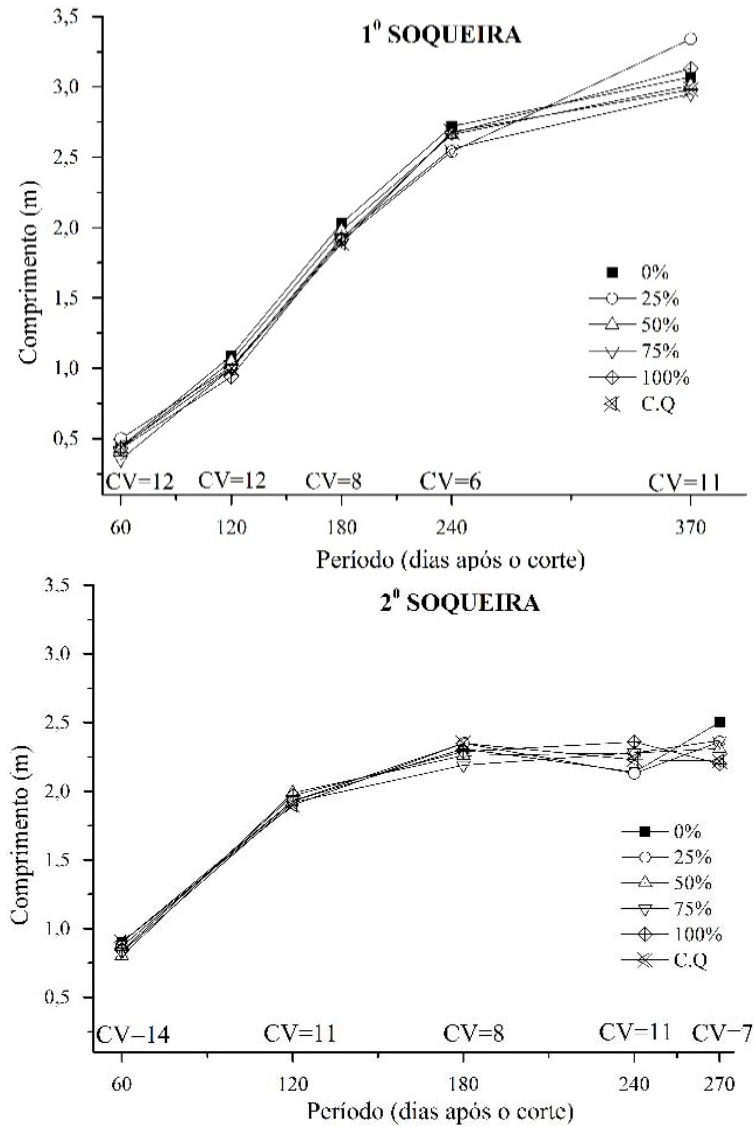 1⁰ SOQUEIRA
Comprimento (m)
3,5
3,0
2,5
2,0
1,5
1,0
0,5
0%
25%
50%
75%
100%
C.Q
CV=12 CV=12 CV=8 CV=6 CV=11
60 120 180 240 370
Período (dias após o corte)
2⁰ SOQUEIRA
Comprimento (m)
3,5
3,0
2,5
2,0
1,5
1,0
0,5
0%
25%
50%
75%
100%
C.Q
CV=14 CV=11 CV=8 CV=11 CV=7
60 120 180 240 270
Período (dias após o corte)